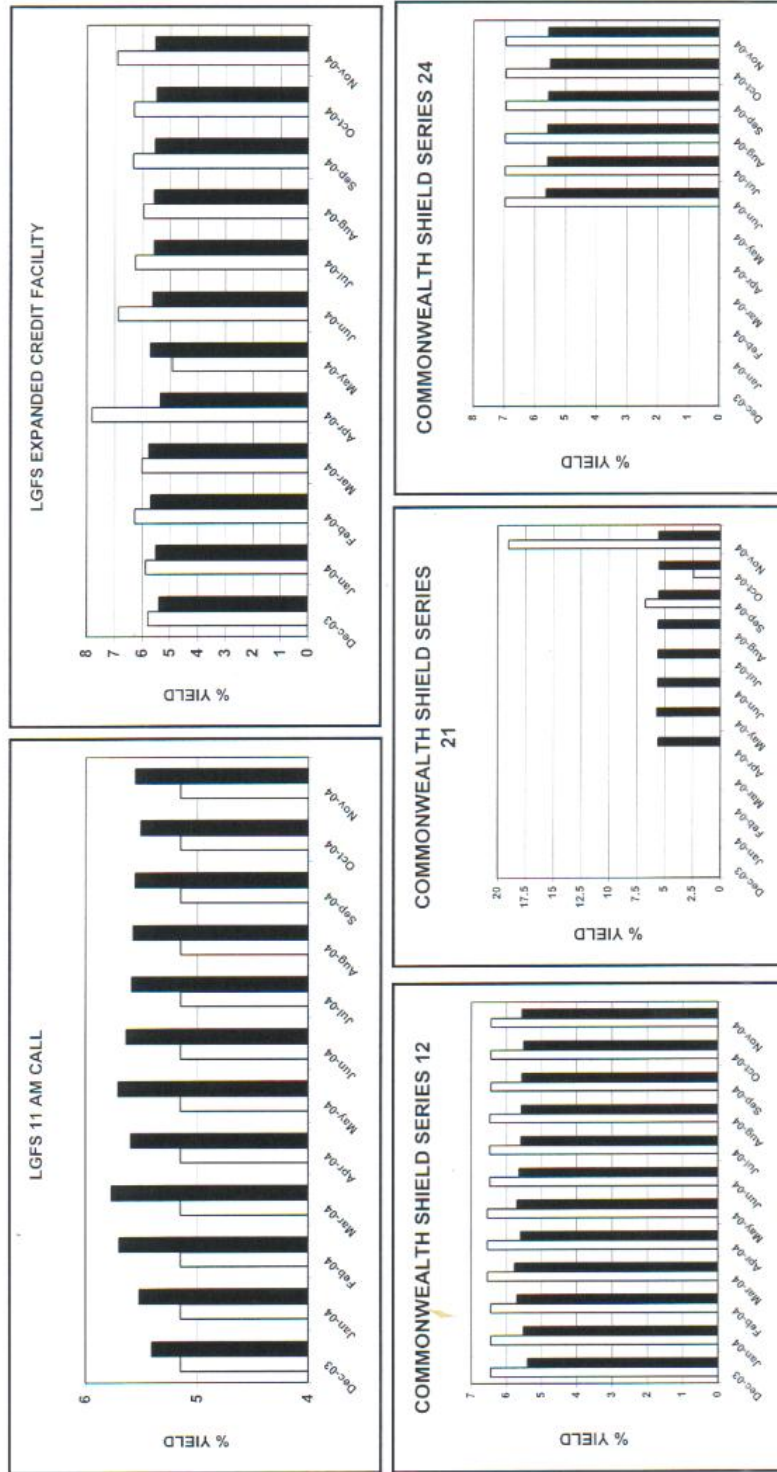 LGFS 11 AM CALL
% YIELD
6
5
4
Dec-03
Jan-04
Feb-04
Mar-04
Apr-04
May-04
Jun-04
Jul-04
Aug-04
Sep-04
Oct-04
Nov-04
LGFS EXPANDED CREDIT FACILITY
% YIELD
8
7
6
5
4
3
2
1
0
Dec-03
Jan-04
Feb-04
Mar-04
Apr-04
May-04
Jun-04
Jul-04
Aug-04
Sep-04
Oct-04
Nov-04
COMMONWEALTH SHIELD SERIES 12
% YIELD
7
6
5
4
3
2
1
0
Dec-03
Jan-04
Feb-04
Mar-04
Apr-04
May-04
Jun-04
Jul-04
Aug-04
Sep-04
Oct-04
Nov-04
COMMONWEALTH SHIELD SERIES
21
% YIELD
20
17.5
15
12.5
10
7.5
5
2.5
0
Dec-03
Jan-04
Feb-04
Mar-04
Apr-04
May-04
Jun-04
Jul-04
Aug-04
Sep-04
Oct-04
Nov-04
COMMONWEALTH SHIELD SERIES 24
% YIELD
8
7
6
5
4
3
2
1
0
Dec-03
Jan-04
Feb-04
Mar-04
Apr-04
May-04
Jun-04
Jul-04
Aug-04
Sep-04
Oct-04
Nov-04